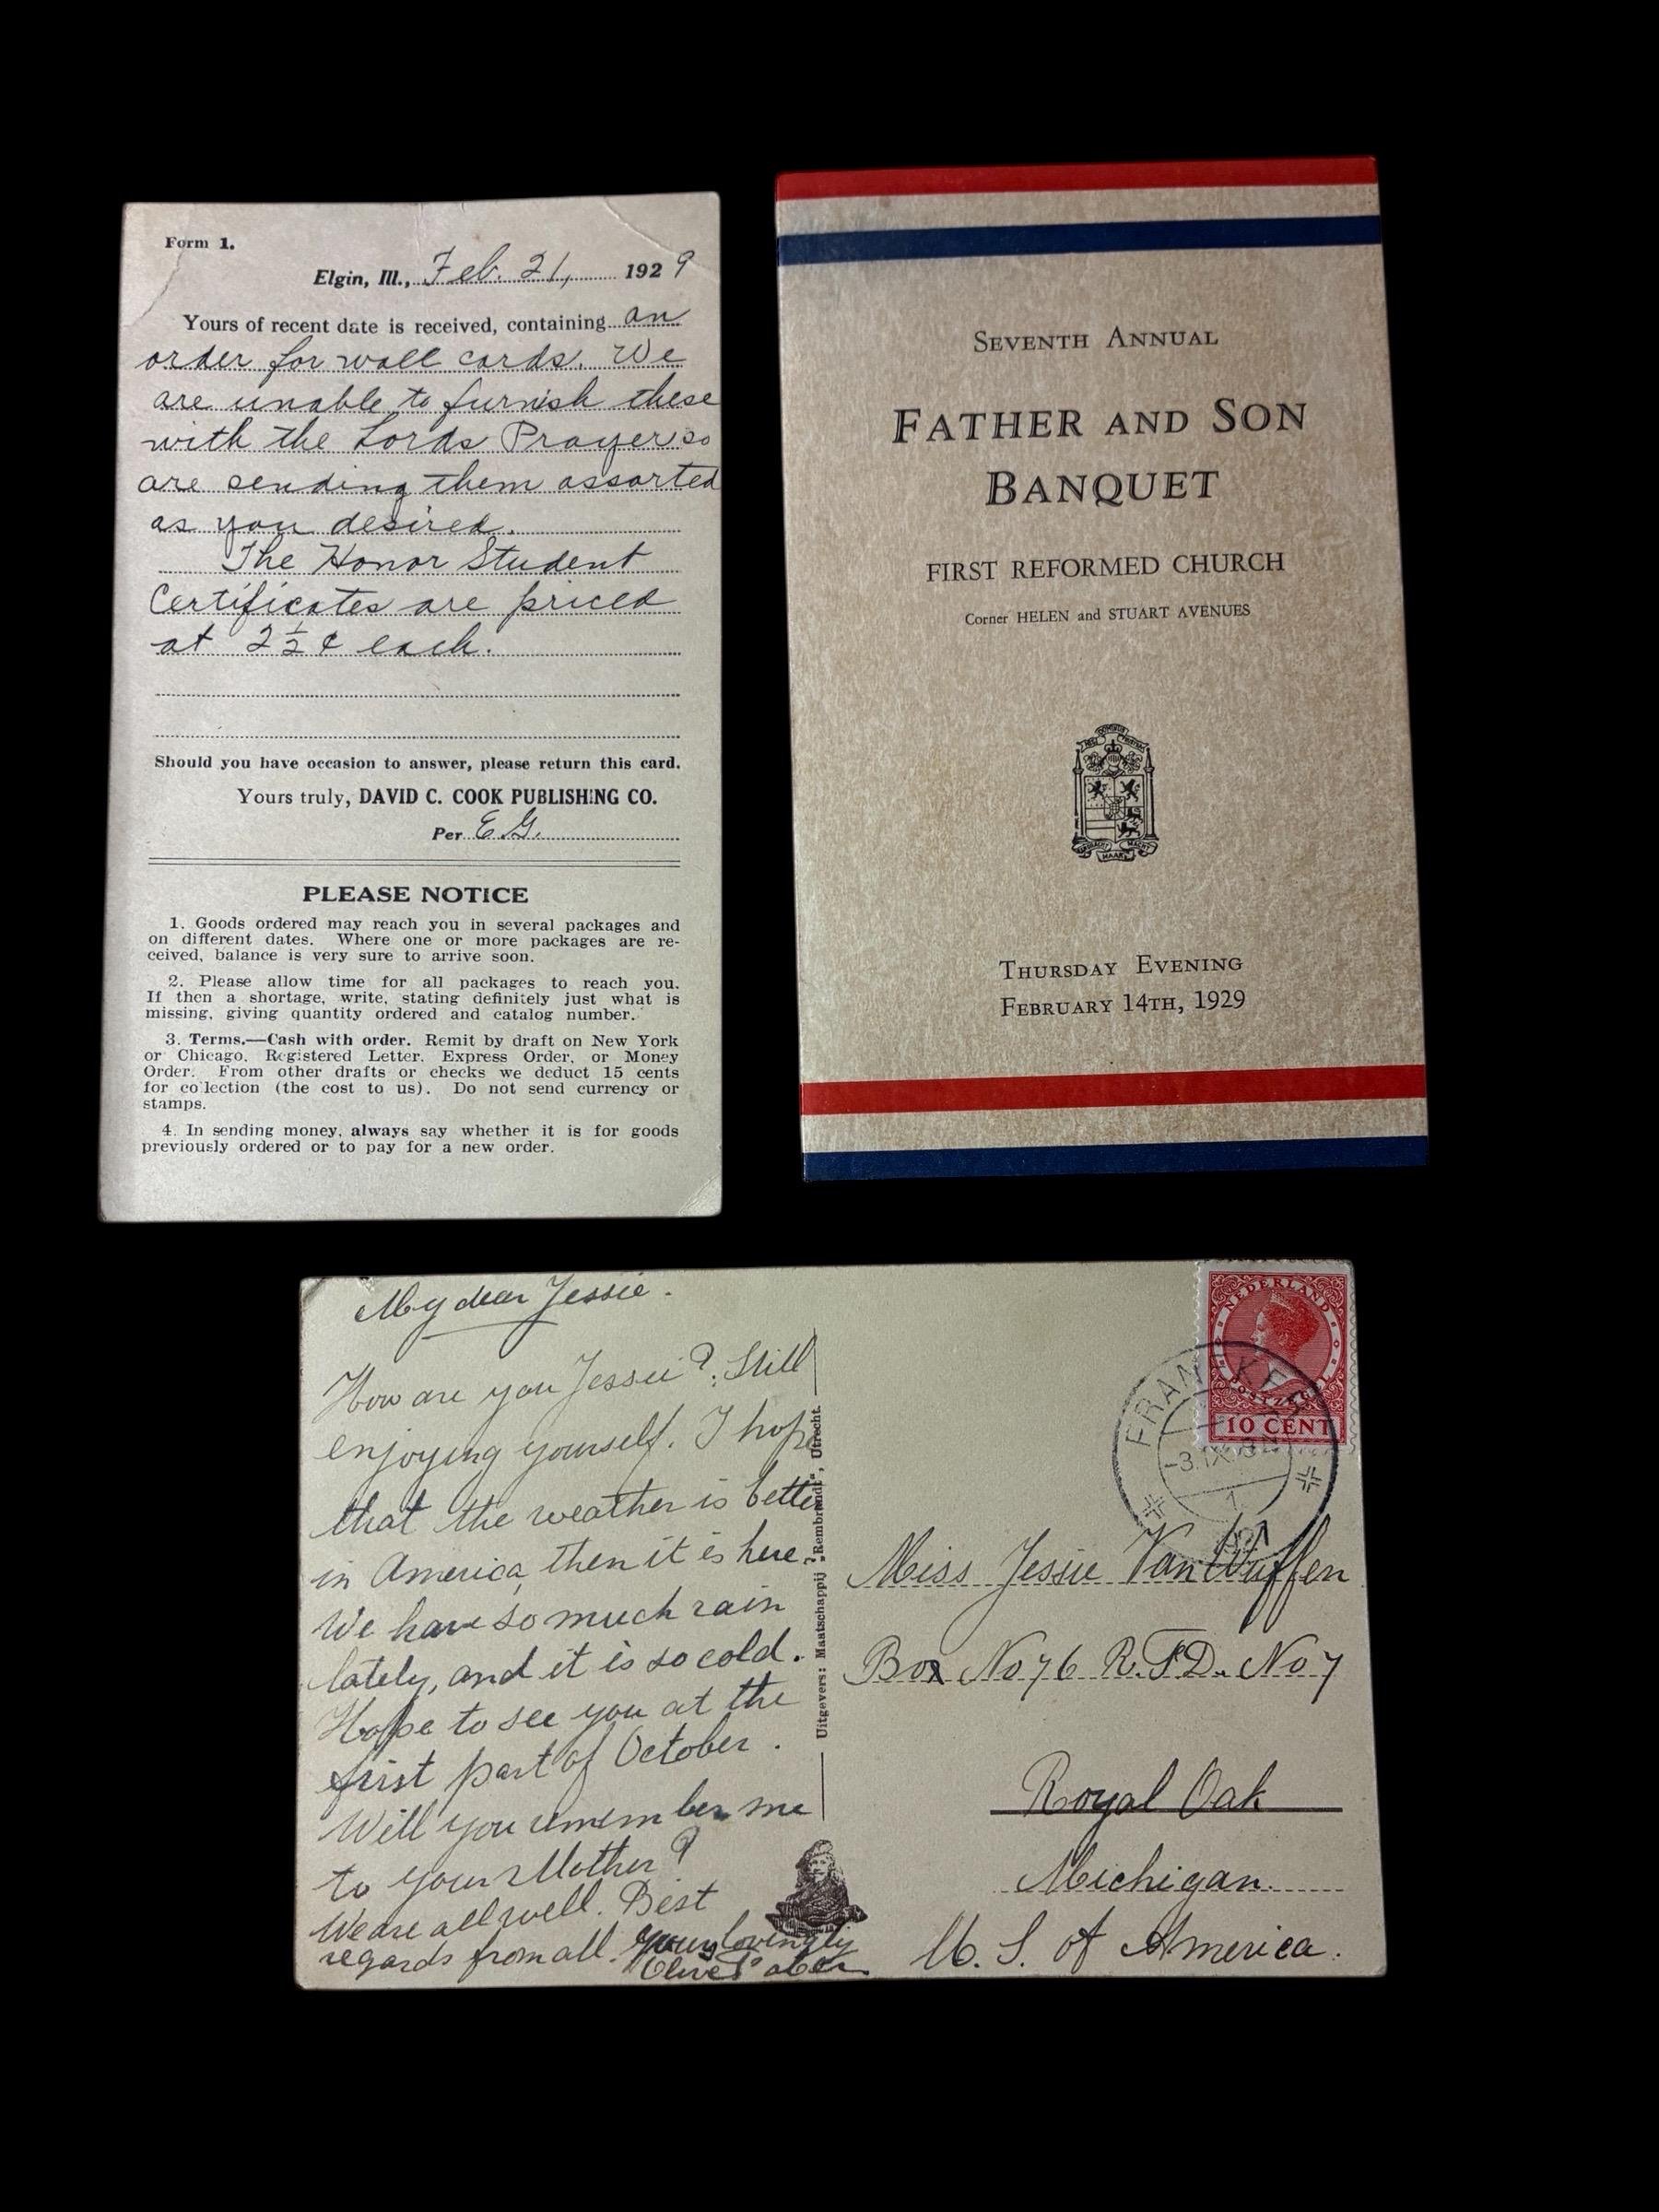 Form 1.
Elgin, Ill., Feb. 21, 1929
Yours of recent date is received, containing an
order for wall cards. We
are unable to furnish these
with the Lords Prayer so
are sending them assorted
as you desired.
The Honor Student
Certificates are priced
at 2½¢ each.
Should you have occasion to answer, please return this card.
Yours truly, DAVID C. COOK PUBLISHING CO.
Per E.G.
PLEASE NOTICE
1. Goods ordered may reach you in several packages and
on different dates. Where one or more packages are re-
ceived, balance is very sure to arrive soon.
2. Please allow time for all packages to reach you.
If then a shortage, write, stating definitely just what is
missing, giving quantity ordered and catalog number.
3. Terms.—Cash with order. Remit by draft on New York
or Chicago, Registered Letter, Express Order, or Money
Order. From other drafts or checks we deduct 15 cents
for collection (the cost to us). Do not send currency or
stamps.
4. In sending money, always say whether it is for goods
previously ordered or to pay for a new order.
SEVENTH ANNUAL
FATHER AND SON
BANQUET
FIRST REFORMED CHURCH
Corner HELEN and STUART AVENUES
THURSDAY EVENING
FEBRUARY 14TH, 1929
My dear Jessie.
How are you Jessie? Still
enjoying yourself. I hope
that the weather is better
in America, then it is here.
We have so much rain
lately, and it is so cold.
Hope to see you at the
first part of October.
Will you remember me
to your Mother?
We are all well. Best
regards from all. Yours lovingly
Olive
Uitgevers: Maatschappij „Rembrandt", Utrecht.
NEDERLAND
10 CENT
FRANEKER
-3.IX.32
1
Miss Jessie Van
Box No 76 R.F.D. No 7
Royal Oak
Michigan.
U. S. of America.